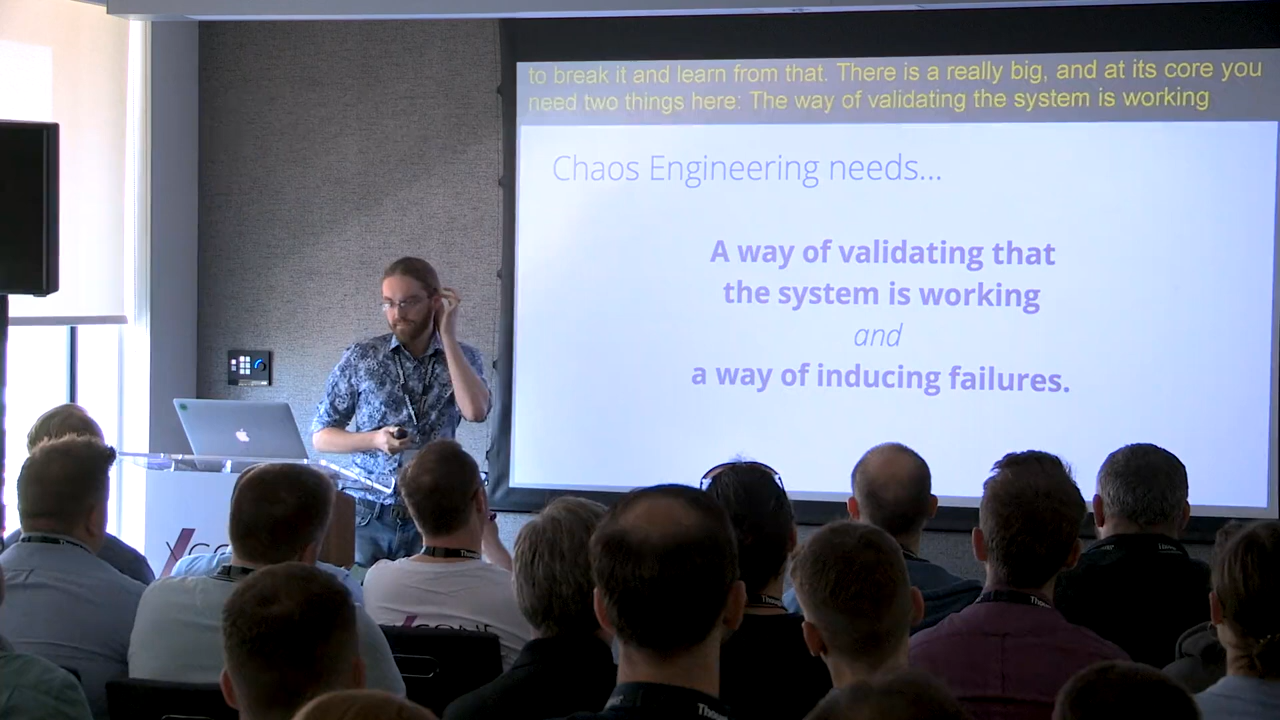 to break it and learn from that. There is a really big, and at its core you
need two things here: The way of validating the system is working
Chaos Engineering needs...
A way of validating that
the system is working
and
a way of inducing failures.